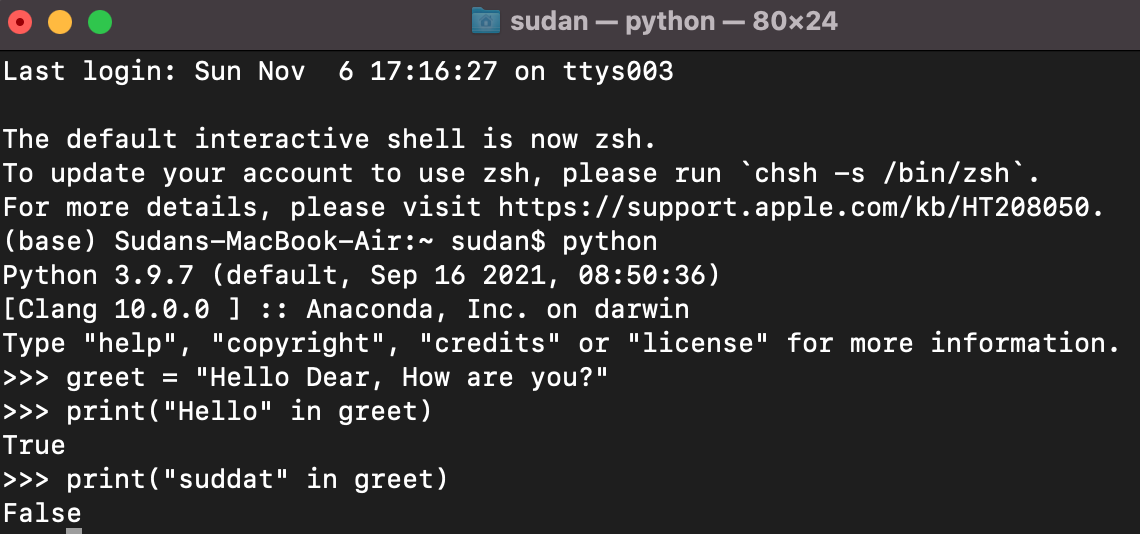 sudan — python — 80×24
Last login: Sun Nov  6 17:16:27 on ttys003
The default interactive shell is now zsh.
To update your account to use zsh, please run `chsh -s /bin/zsh`.
For more details, please visit https://support.apple.com/kb/HT208050.
(base) Sudans-MacBook-Air:~ sudan$ python
Python 3.9.7 (default, Sep 16 2021, 08:50:36)
[Clang 10.0.0 ] :: Anaconda, Inc. on darwin
Type "help", "copyright", "credits" or "license" for more information.
>>> greet = "Hello Dear, How are you?"
>>> print("Hello" in greet)
True
>>> print("suddat" in greet)
False